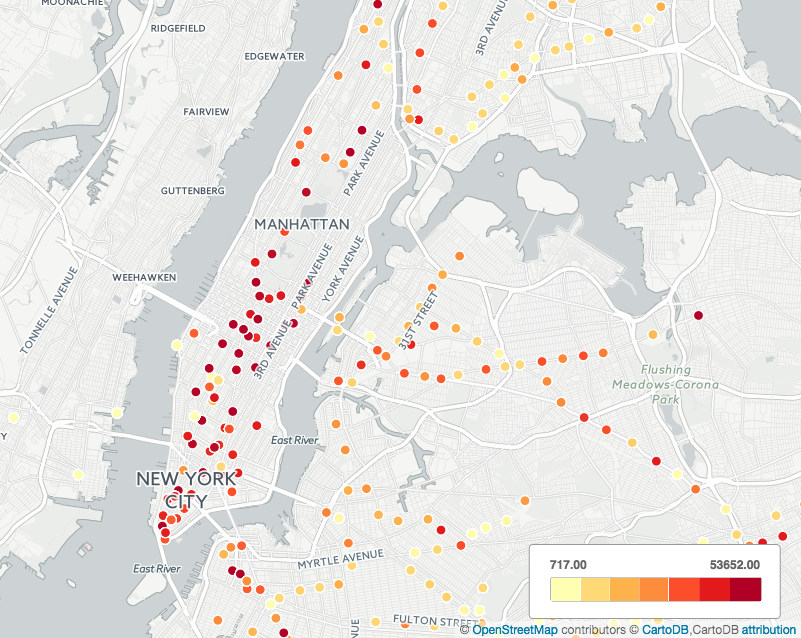 MOONACHIE
RIDGEFIELD
3RD AVENUE
EDGEWATER
FAIRVIEW
PARK AVENUE
GUTTENBERG
MANHATTAN
WEEHAWKEN
PARK AVENUE
YORK AVENUE
TONNELLE AVENUE
31ST STREET
3RD AVENUE
Flushing
Meadows-Corona
Park
East River
Y
NEW YORK
CITY
MYRTLE AVENUE
East River
717.00 53652.00
FULTON STREET
© OpenStreetMap contributors © CartoDB,CartoDB attribution